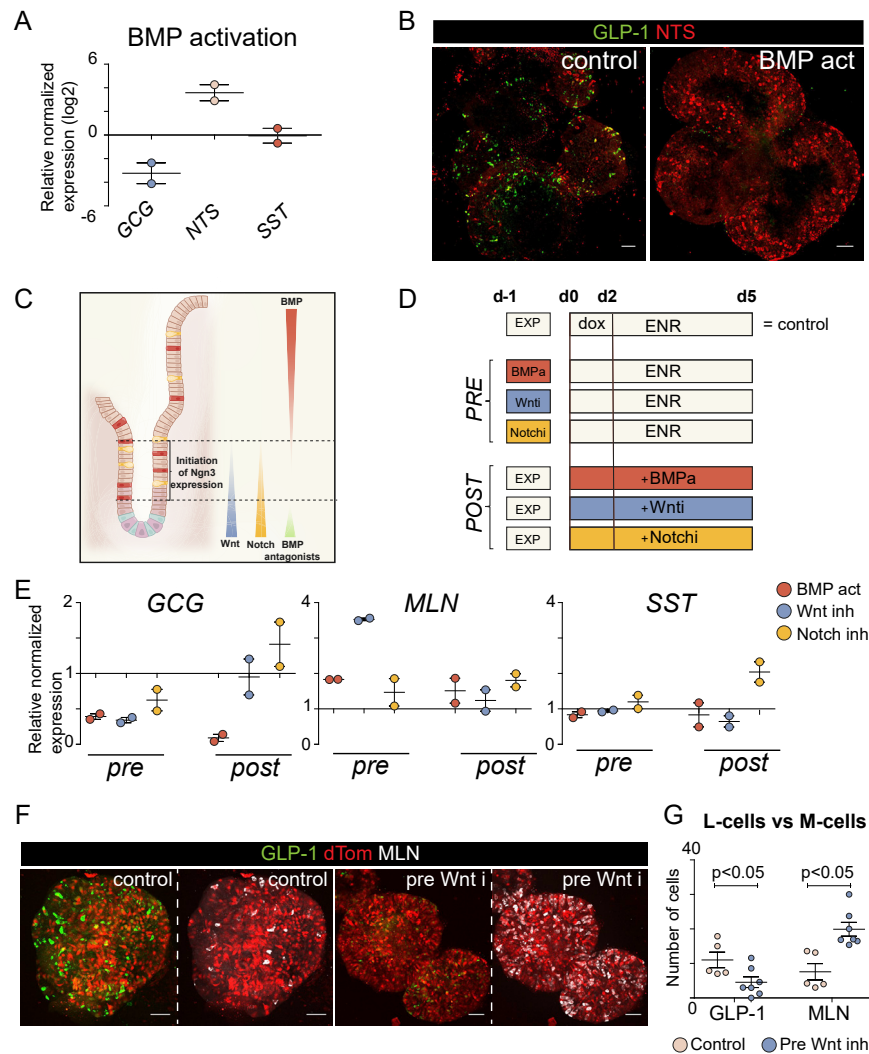 A
BMP activation
Relative normalized
expression (log2)
6
0
-6
GCG
NTS
SST
B
GLP-1 NTS
control
BMP act
C
BMP
Initiation
of Ngn3
expression
Wnt
Notch
BMP
antagonists
D
d-1
d0
d2
d5
EXP
dox
ENR
= control
PRE
BMPa
ENR
Wnti
ENR
Notchi
ENR
POST
EXP
+BMPa
EXP
+Wnti
EXP
+Notchi
E
Relative normalized
expression
GCG
2
1
0
pre
post
MLN
4
1
0
pre
post
SST
4
1
0
pre
post
BMP act
Wnt inh
Notch inh
F
GLP-1 dTom MLN
control
control
pre Wnt i
pre Wnt i
G
L-cells vs M-cells
Number of cells
40
0
p<0.05
p<0.05
GLP-1
MLN
Control
Pre Wnt inh